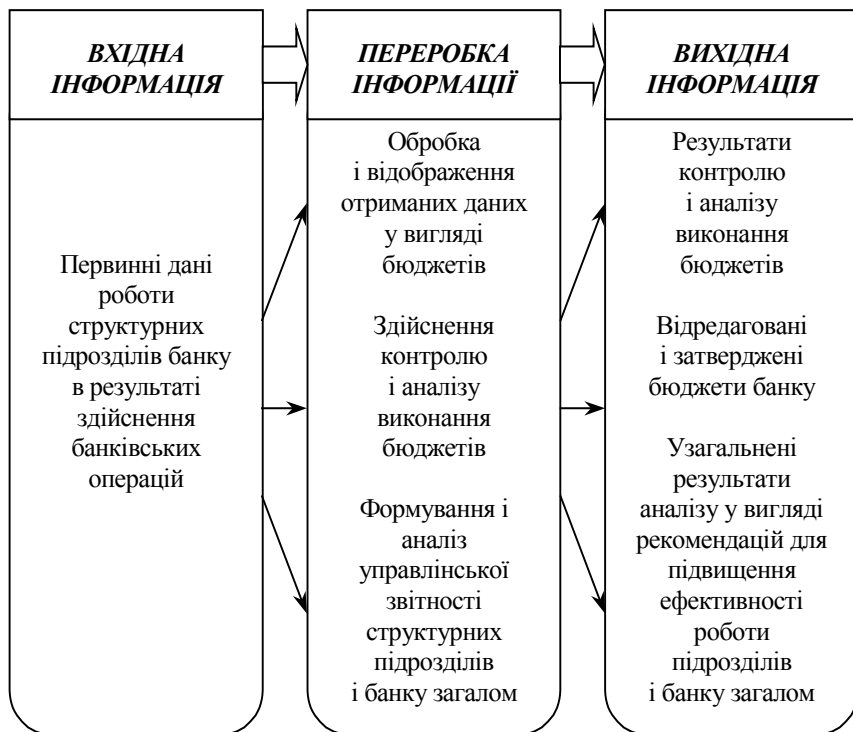 ВХІДНА
ІНФОРМАЦІЯ
Первинні дані
роботи
структурних
підрозділів банку
в результаті
здійснення
банківських
операцій
ПЕРЕРОБКА
ІНФОРМАЦІЇ
Обробка
і відображення
отриманих даних
у вигляді
бюджетів
Здійснення
контролю
і аналізу
виконання
бюджетів
Формування і
аналіз
управлінської
звітності
структурних
підрозділів
і банку загалом
ВИХІДНА
ІНФОРМАЦІЯ
Результати
контролю
і аналізу
виконання
бюджетів
Відредаговані
і затверджені
бюджети банку
Узагальнені
результати
аналізу у вигляді
рекомендацій для
підвищення
ефективності
роботи
підрозділів
і банку загалом